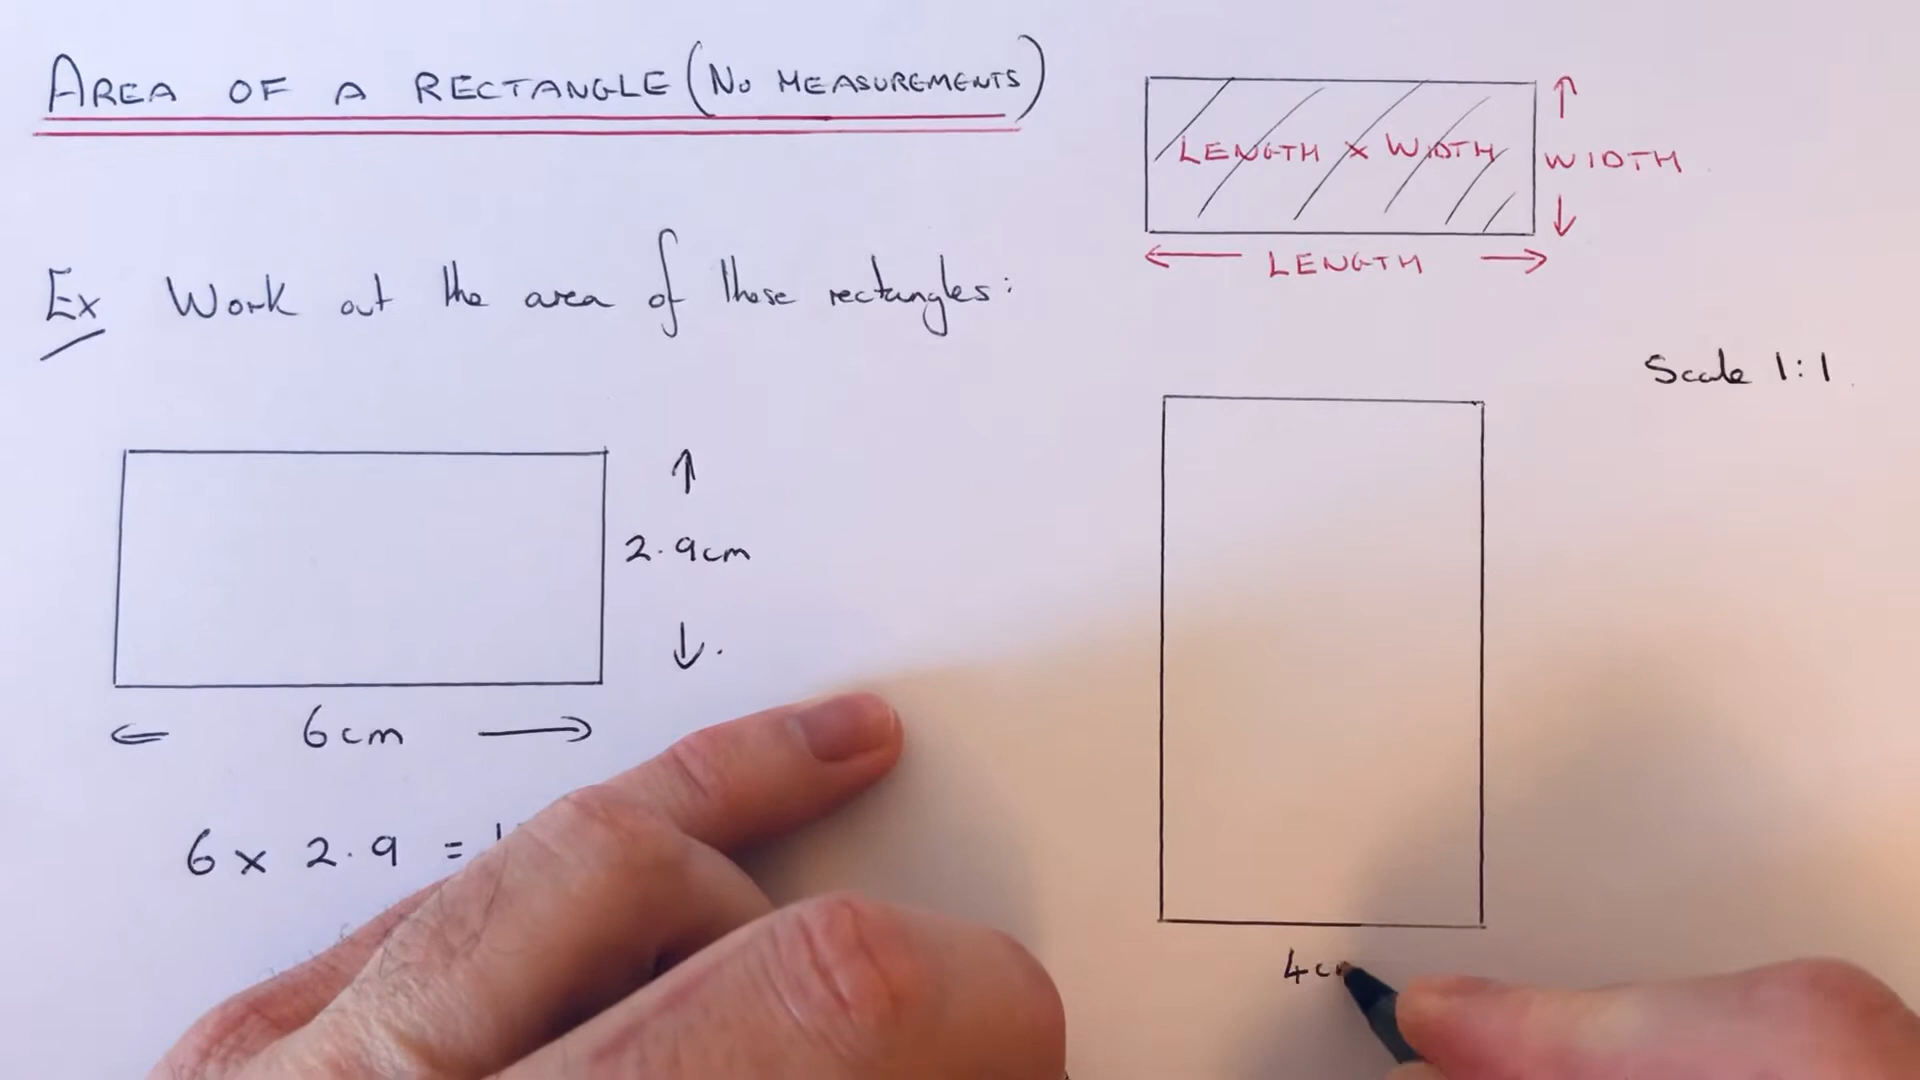 AREA OF A RECTANGLE (NO MEASUREMENTS)
LENGTH x WIDTH
WIDTH
LENGTH
Ex Work out the area of these rectangles:
Scale 1:1
2.9cm
6cm
6 x 2.9 =
4c